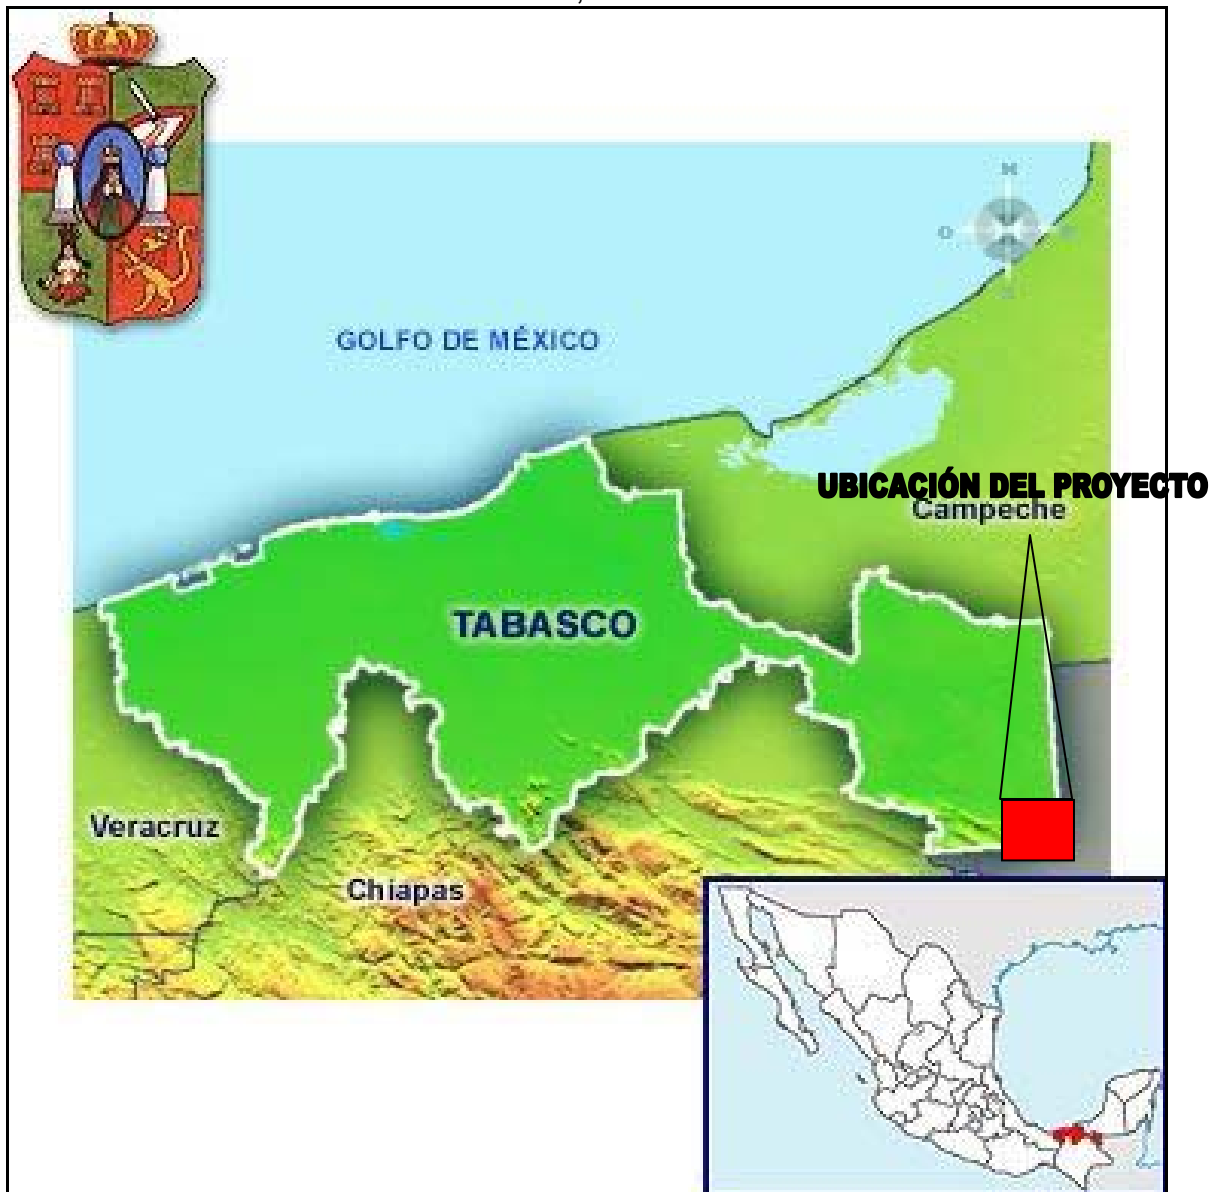 N
O
GOLFO DE MÉXICO
UBICACIÓN DEL PROYECTO
Campeche
TABASCO
Veracruz
Chiapas